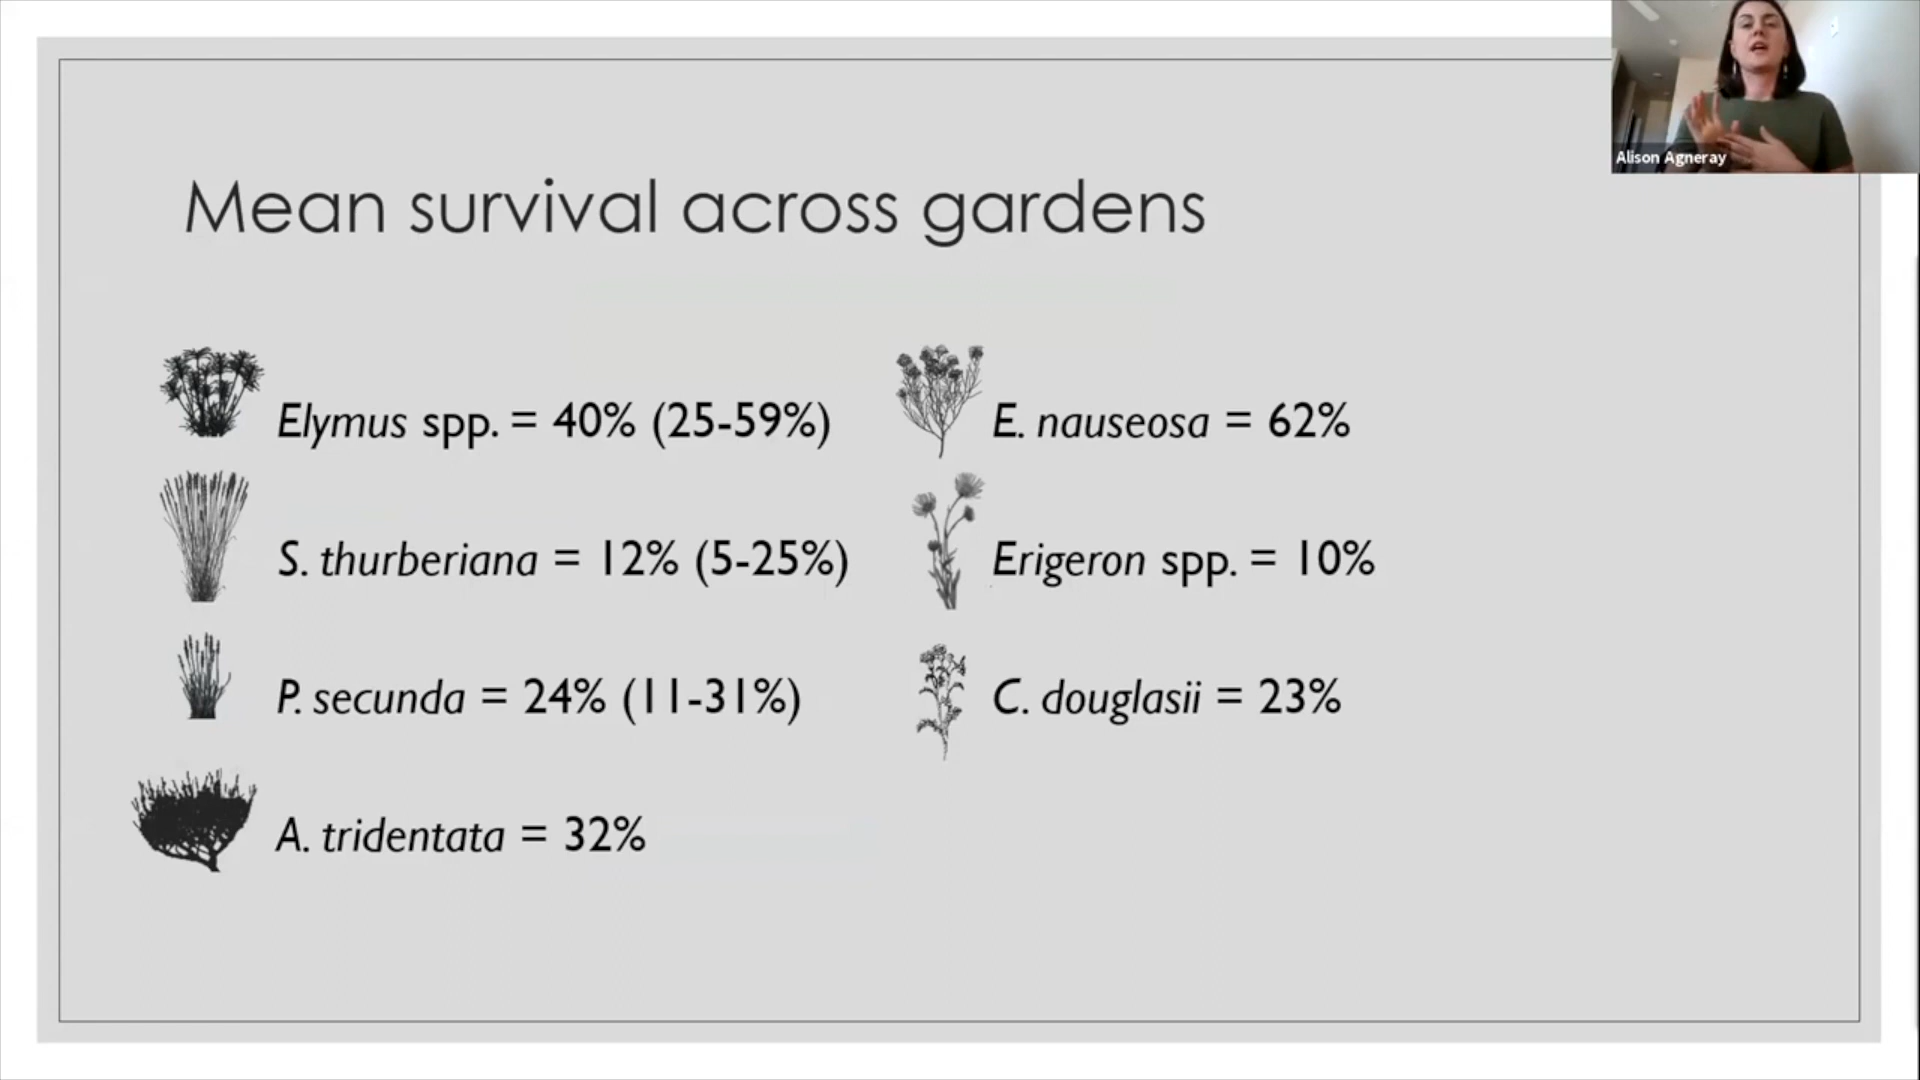 Alison Agneray
Mean survival across gardens
Elymus spp. = 40% (25-59%)
S. thurberiana = 12% (5-25%)
P. secunda = 24% (11-31%)
A. tridentata = 32%
E. nauseosa = 62%
Erigeron spp. = 10%
C. douglasii = 23%